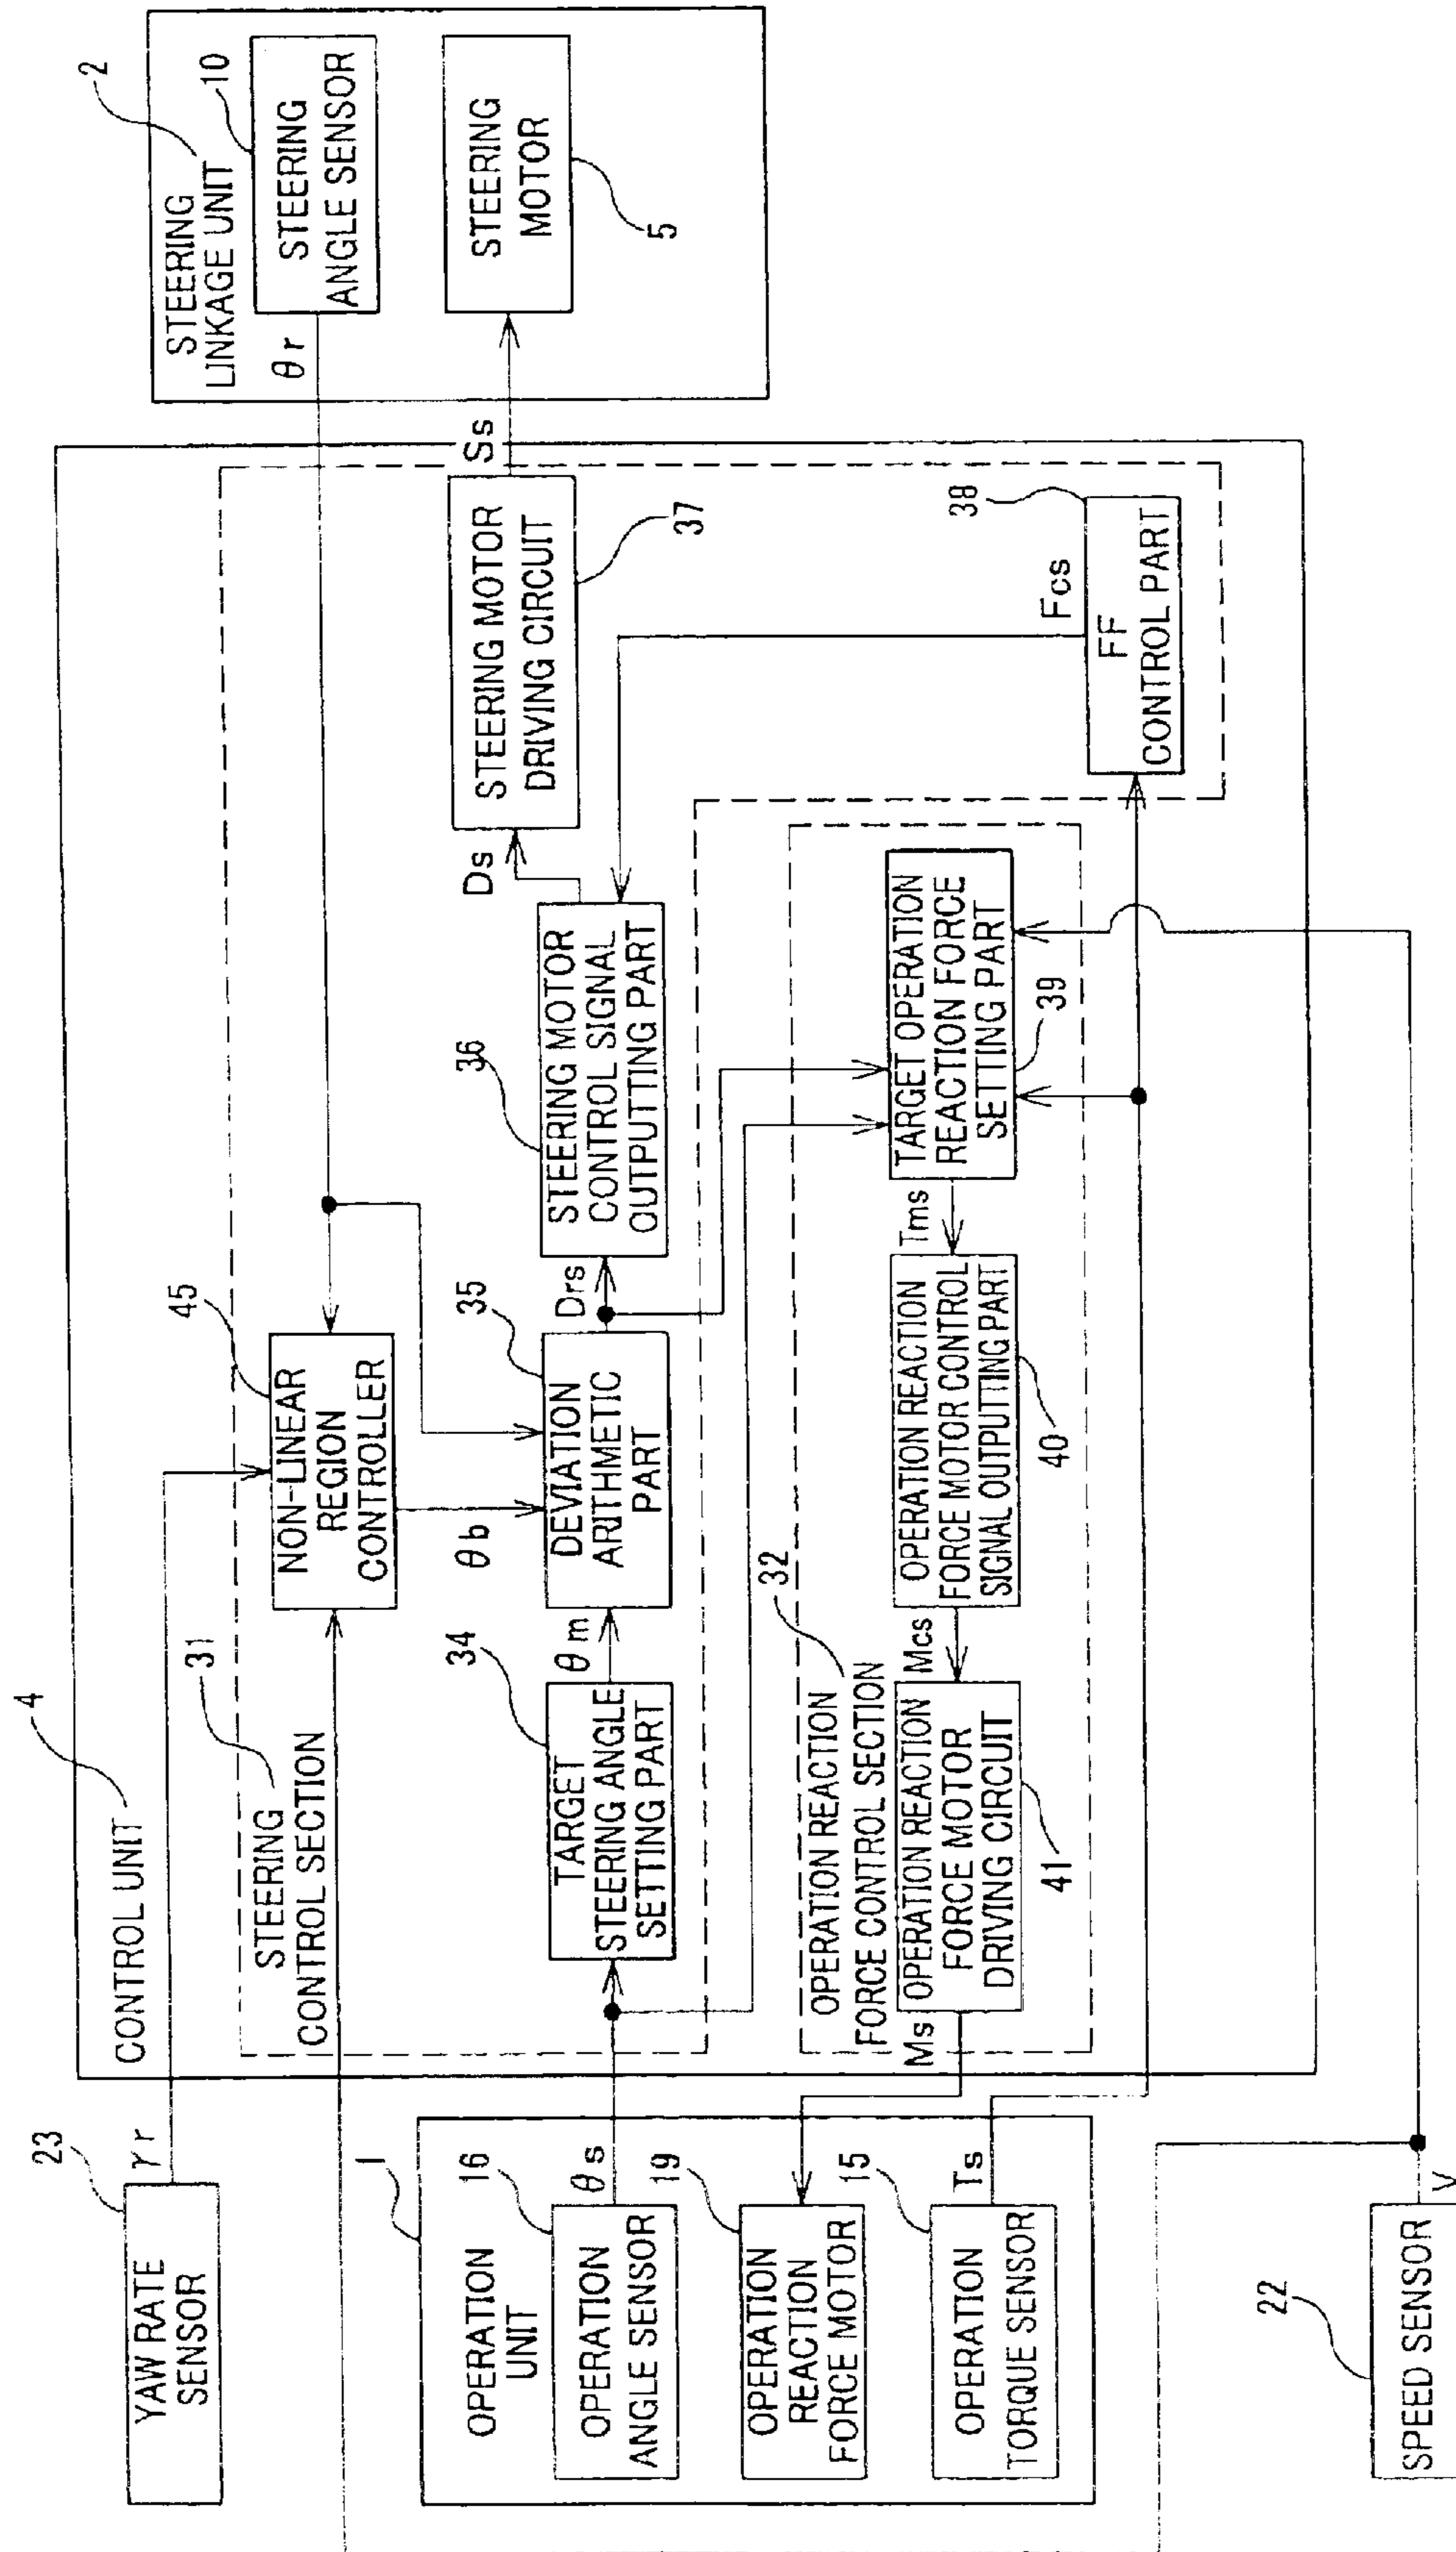 23
YAW RATE
SENSOR
γr
4
CONTROL UNIT
31
STEERING
CONTROL SECTION
45
NON-LINEAR
REGION
CONTROLLER
θb
θr
2
STEERING
LINKAGE UNIT
10
STEERING
ANGLE SENSOR
STEERING
MOTOR
5
1
OPERATION
UNIT
16
OPERATION
ANGLE SENSOR
θs
34
TARGET
STEERING ANGLE
SETTING PART
θm
35
DEVIATION
ARITHMETIC
PART
Drs
36
STEERING MOTOR
CONTROL SIGNAL
OUTPUTTING PART
Ds
STEERING MOTOR
DRIVING CIRCUIT
37
Ss
19
OPERATION
REACTION
FORCE MOTOR
32
OPERATION REACTION
FORCE CONTROL SECTION
Ms
OPERATION REACTION
FORCE MOTOR
DRIVING CIRCUIT
41
Mcs
OPERATION REACTION
FORCE MOTOR CONTROL
SIGNAL OUTPUTTING PART
40
Tms
TARGET OPERATION
REACTION FORCE
SETTING PART
39
Fcs
38
FF
CONTROL PART
15
OPERATION
TORQUE SENSOR
Ts
22
SPEED SENSOR
V